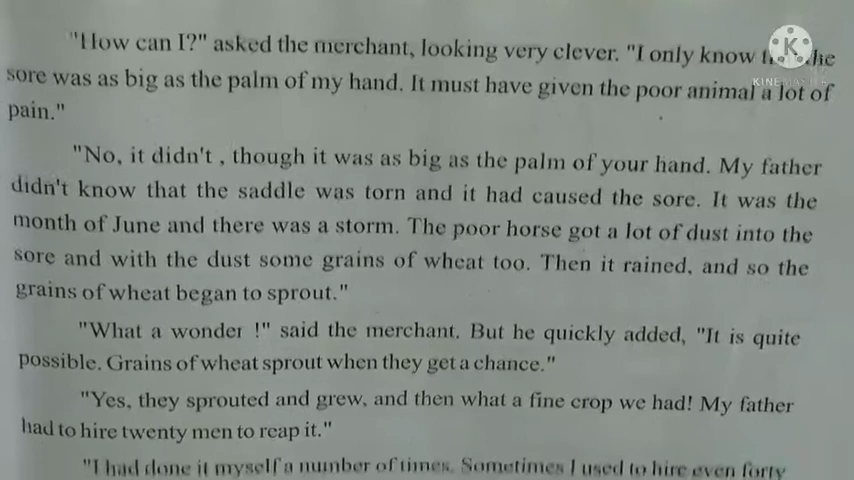 "How can I?" asked the merchant, looking very clever. "I only know the
sore was as big as the palm of my hand. It must have given the poor animal a lot of
pain."
"No, it didn't , though it was as big as the palm of your hand. My father
didn't know that the saddle was torn and it had caused the sore. It was the
month of June and there was a storm. The poor horse got a lot of dust into the
sore and with the dust some grains of wheat too. Then it rained, and so the
grains of wheat began to sprout."
"What a wonder !" said the merchant. But he quickly added, "It is quite
possible. Grains of wheat sprout when they get a chance."
"Yes, they sprouted and grew, and then what a fine crop we had! My father
had to hire twenty men to reap it."
"I had done it myself a number of times. Sometimes I used to hire even forty
K
KINEMASTER